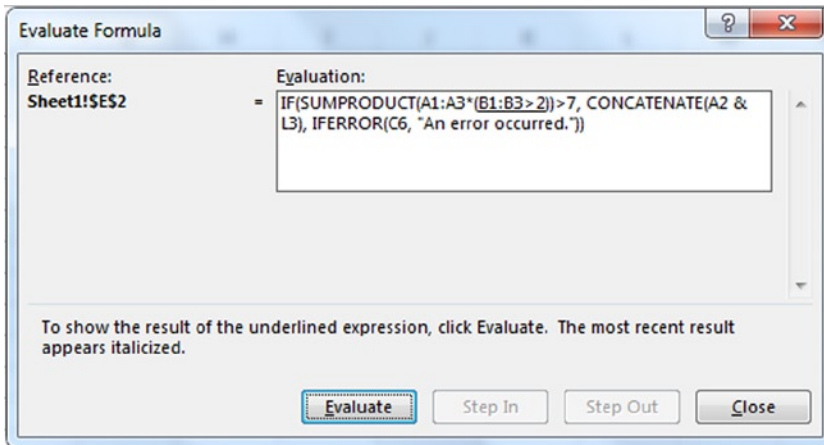 Evaluate Formula
Reference:
Evaluation:
Sheet1!$E$2
=
IF(SUMPRODUCT(A1:A3*(B1:B3>2))>7, CONCATENATE(A2 &
L3), IFERROR(C6, "An error occurred."))
To show the result of the underlined expression, click Evaluate. The most recent result
appears italicized.
Evaluate
Step In
Step Out
Close